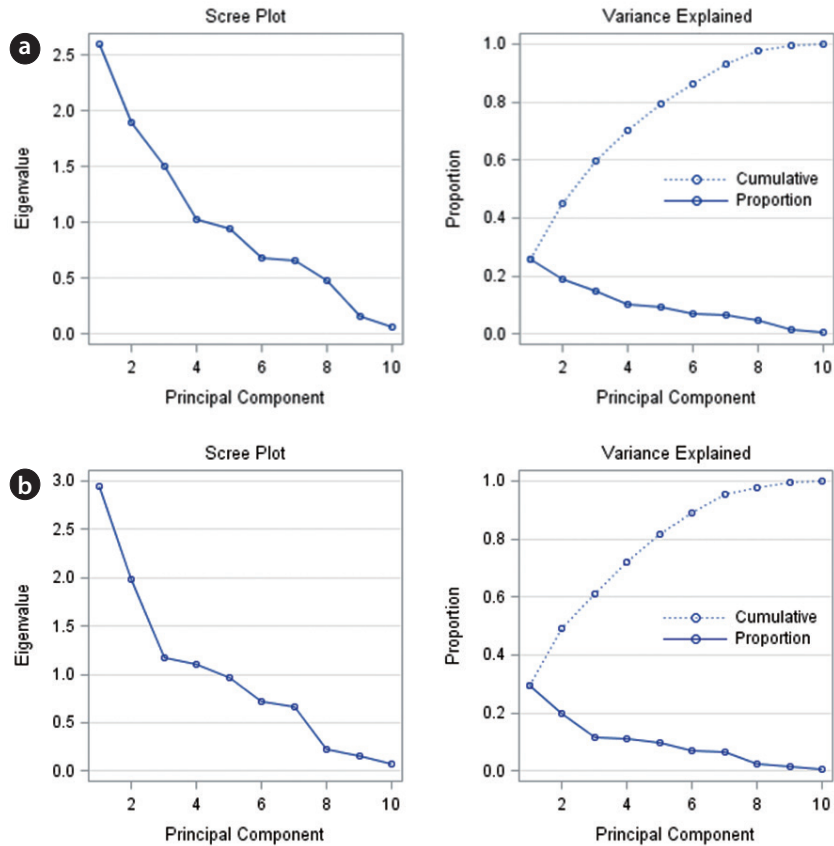 a
Scree Plot
2.5
2.0
1.5
1.0
0.5
0.0
Eigenvalue
2 4 6 8 10
Principal Component
Variance Explained
1.0
0.8
0.6
0.4
0.2
0.0
Proportion
Cumulative
Proportion
2 4 6 8 10
Principal Component
b
Scree Plot
3.0
2.5
2.0
1.5
1.0
0.5
0.0
Eigenvalue
2 4 6 8 10
Principal Component
Variance Explained
1.0
0.8
0.6
0.4
0.2
0.0
Proportion
Cumulative
Proportion
2 4 6 8 10
Principal Component